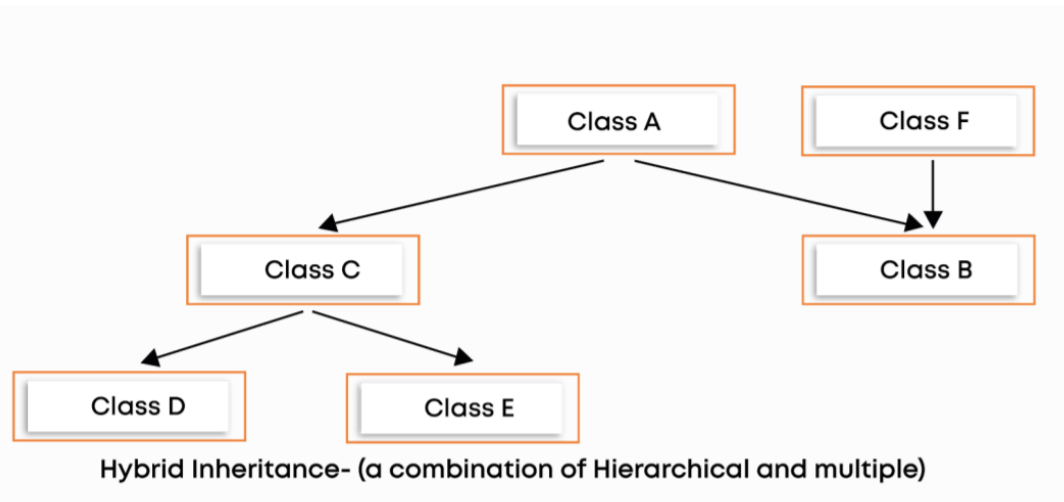 Class A
Class F
Class C
Class B
Class D
Class E
Hybrid Inheritance- (a combination of Hierarchical and multiple)